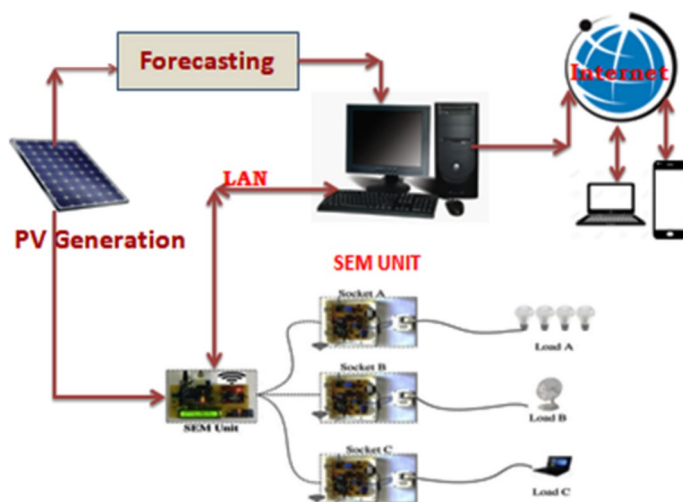 Forecasting
Internet
LAN
PV Generation
SEM UNIT
Socket A
Load A
Socket B
Load B
SEM Unit
Socket C
Load C